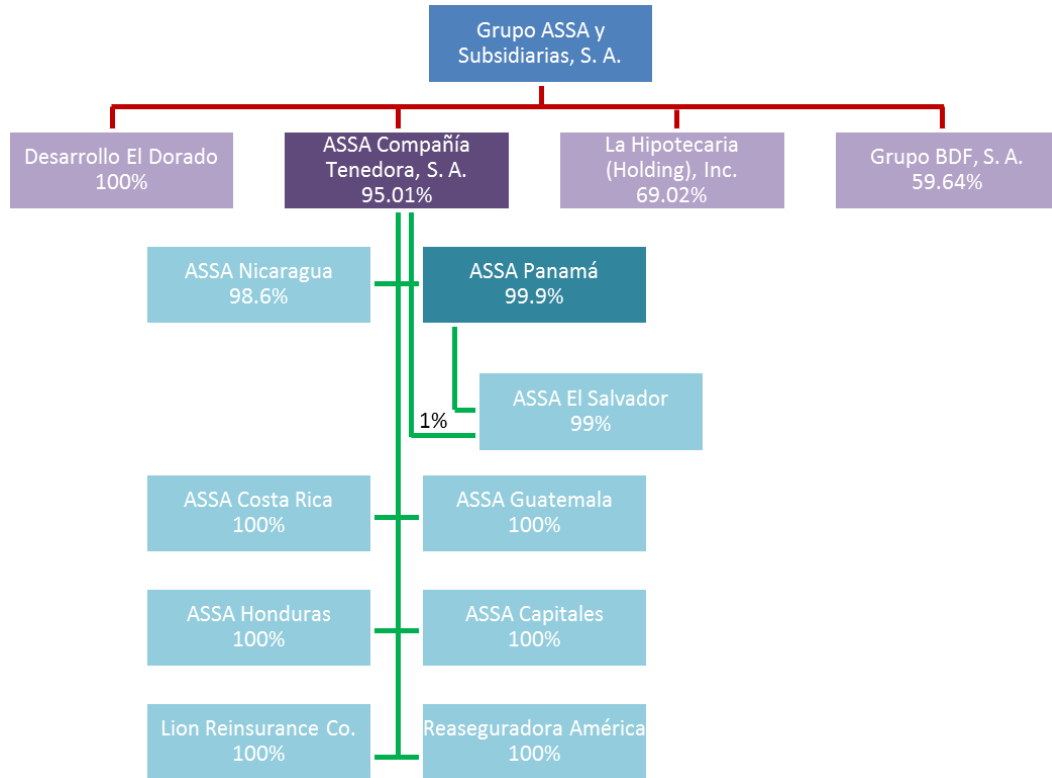 Grupo ASSA y
Subsidiarias, S. A.
Desarrollo El Dorado
100%
ASSA Compañía
Tenedora, S. A.
95.01%
La Hipotecaria
(Holding), Inc.
69.02%
Grupo BDF, S. A.
59.64%
ASSA Nicaragua
98.6%
ASSA Panamá
99.9%
ASSA El Salvador
99%
1%
ASSA Costa Rica
100%
ASSA Guatemala
100%
ASSA Honduras
100%
ASSA Capitales
100%
Lion Reinsurance Co.
100%
Reaseguradora América
100%